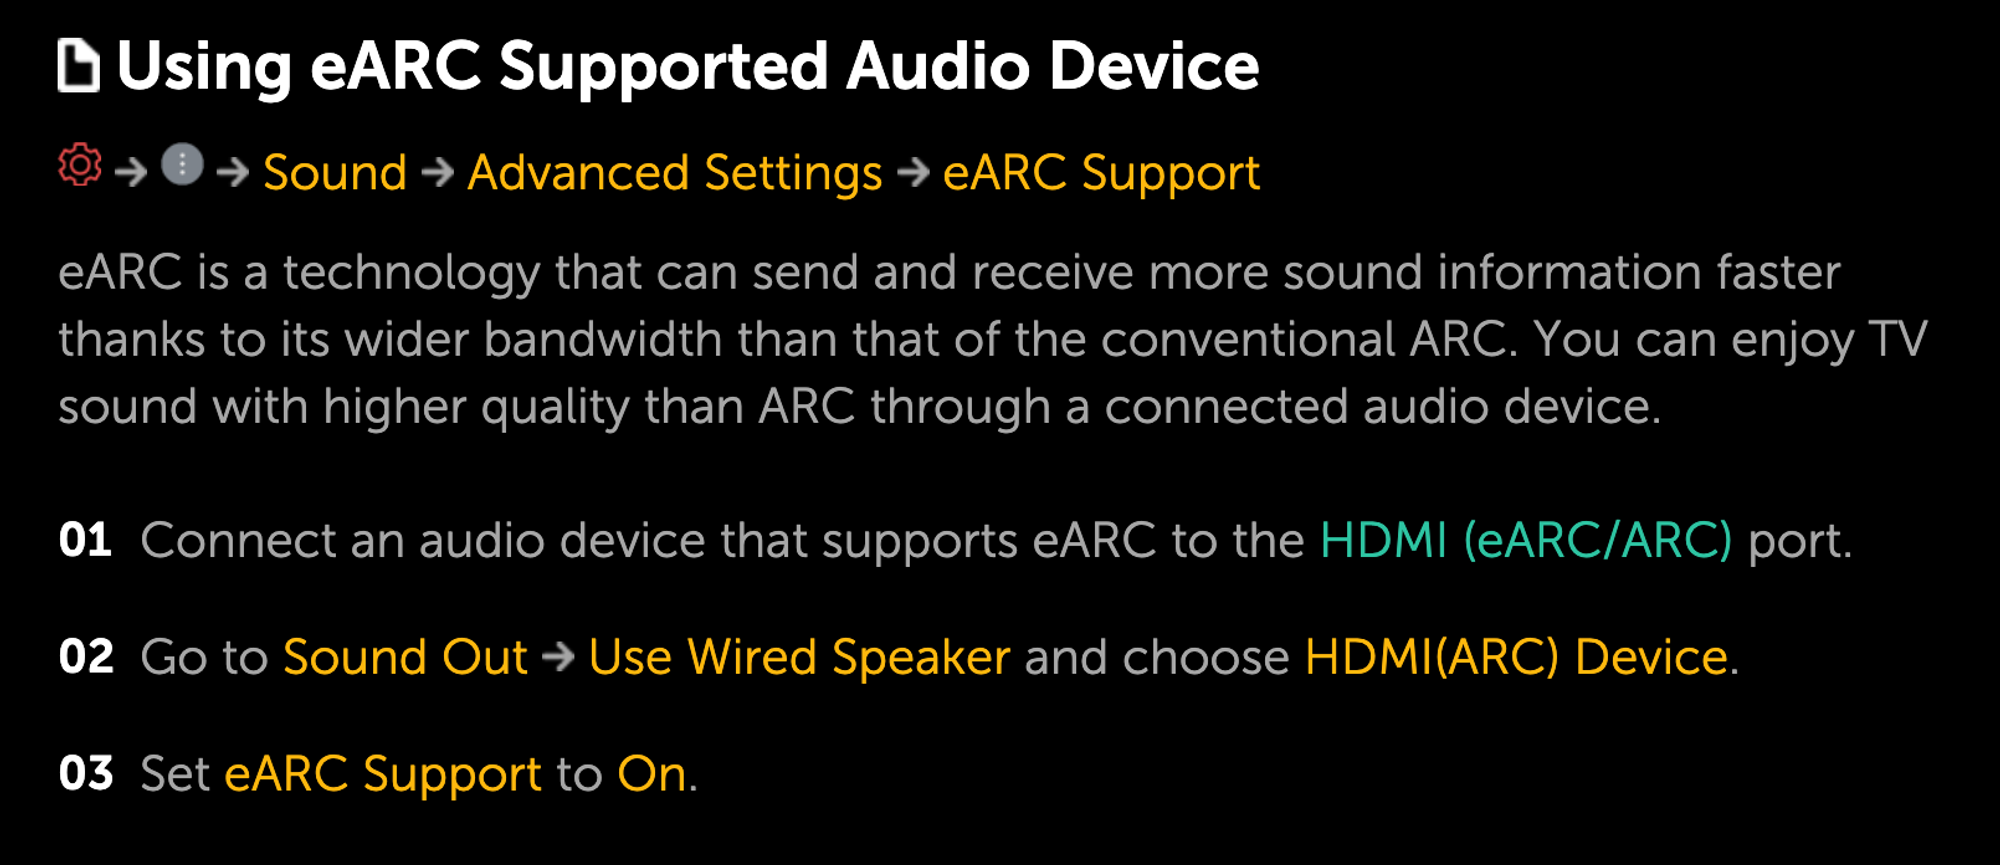 Using eARC Supported Audio Device
→ → Sound → Advanced Settings → eARC Support
eARC is a technology that can send and receive more sound information faster
thanks to its wider bandwidth than that of the conventional ARC. You can enjoy TV
sound with higher quality than ARC through a connected audio device.
01 Connect an audio device that supports eARC to the HDMI (eARC/ARC) port.
02 Go to Sound Out → Use Wired Speaker and choose HDMI(ARC) Device.
03 Set eARC Support to On.